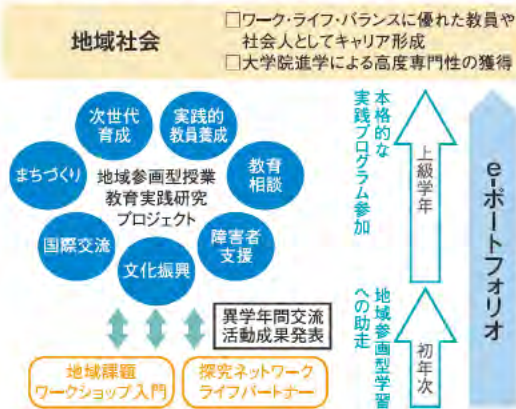 地域社会
□ワーク・ライフ・バランスに優れた教員や
社会人としてキャリア形成
□大学院進学による高度専門性の獲得
次世代
育成
実践的
教員養成
まちづくり
教育
相談
国際交流
障害者
支援
文化振興
地域参画型授業
教育実践研究
プロジェクト
異学年間交流
活動成果発表
地域課題
ワークショップ入門
探究ネットワーク
ライフパートナー
本格的な
実践プログラム参加
上級学年
地域参画型学習
への助走
初年次
e-ポートフォリオ